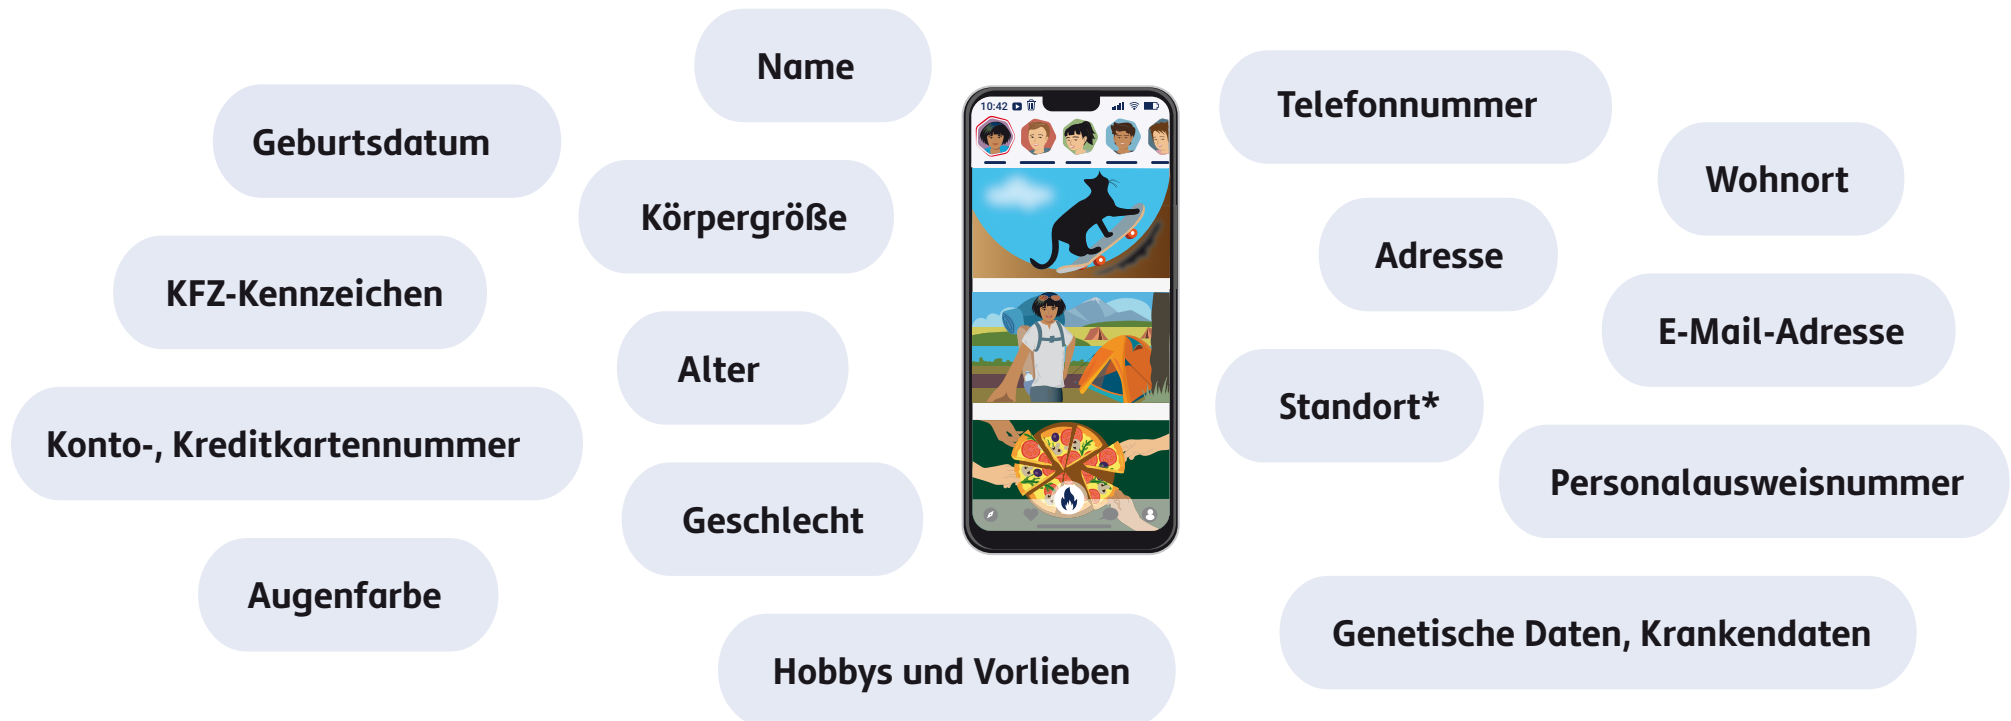 Name
Telefonnummer
Geburtsdatum
Wohnort
Körpergröße
Adresse
KFZ-Kennzeichen
E-Mail-Adresse
Alter
Standort*
Konto-, Kreditkartennummer
Personalausweisnummer
Geschlecht
Augenfarbe
Genetische Daten, Krankendaten
Hobbys und Vorlieben
10:42